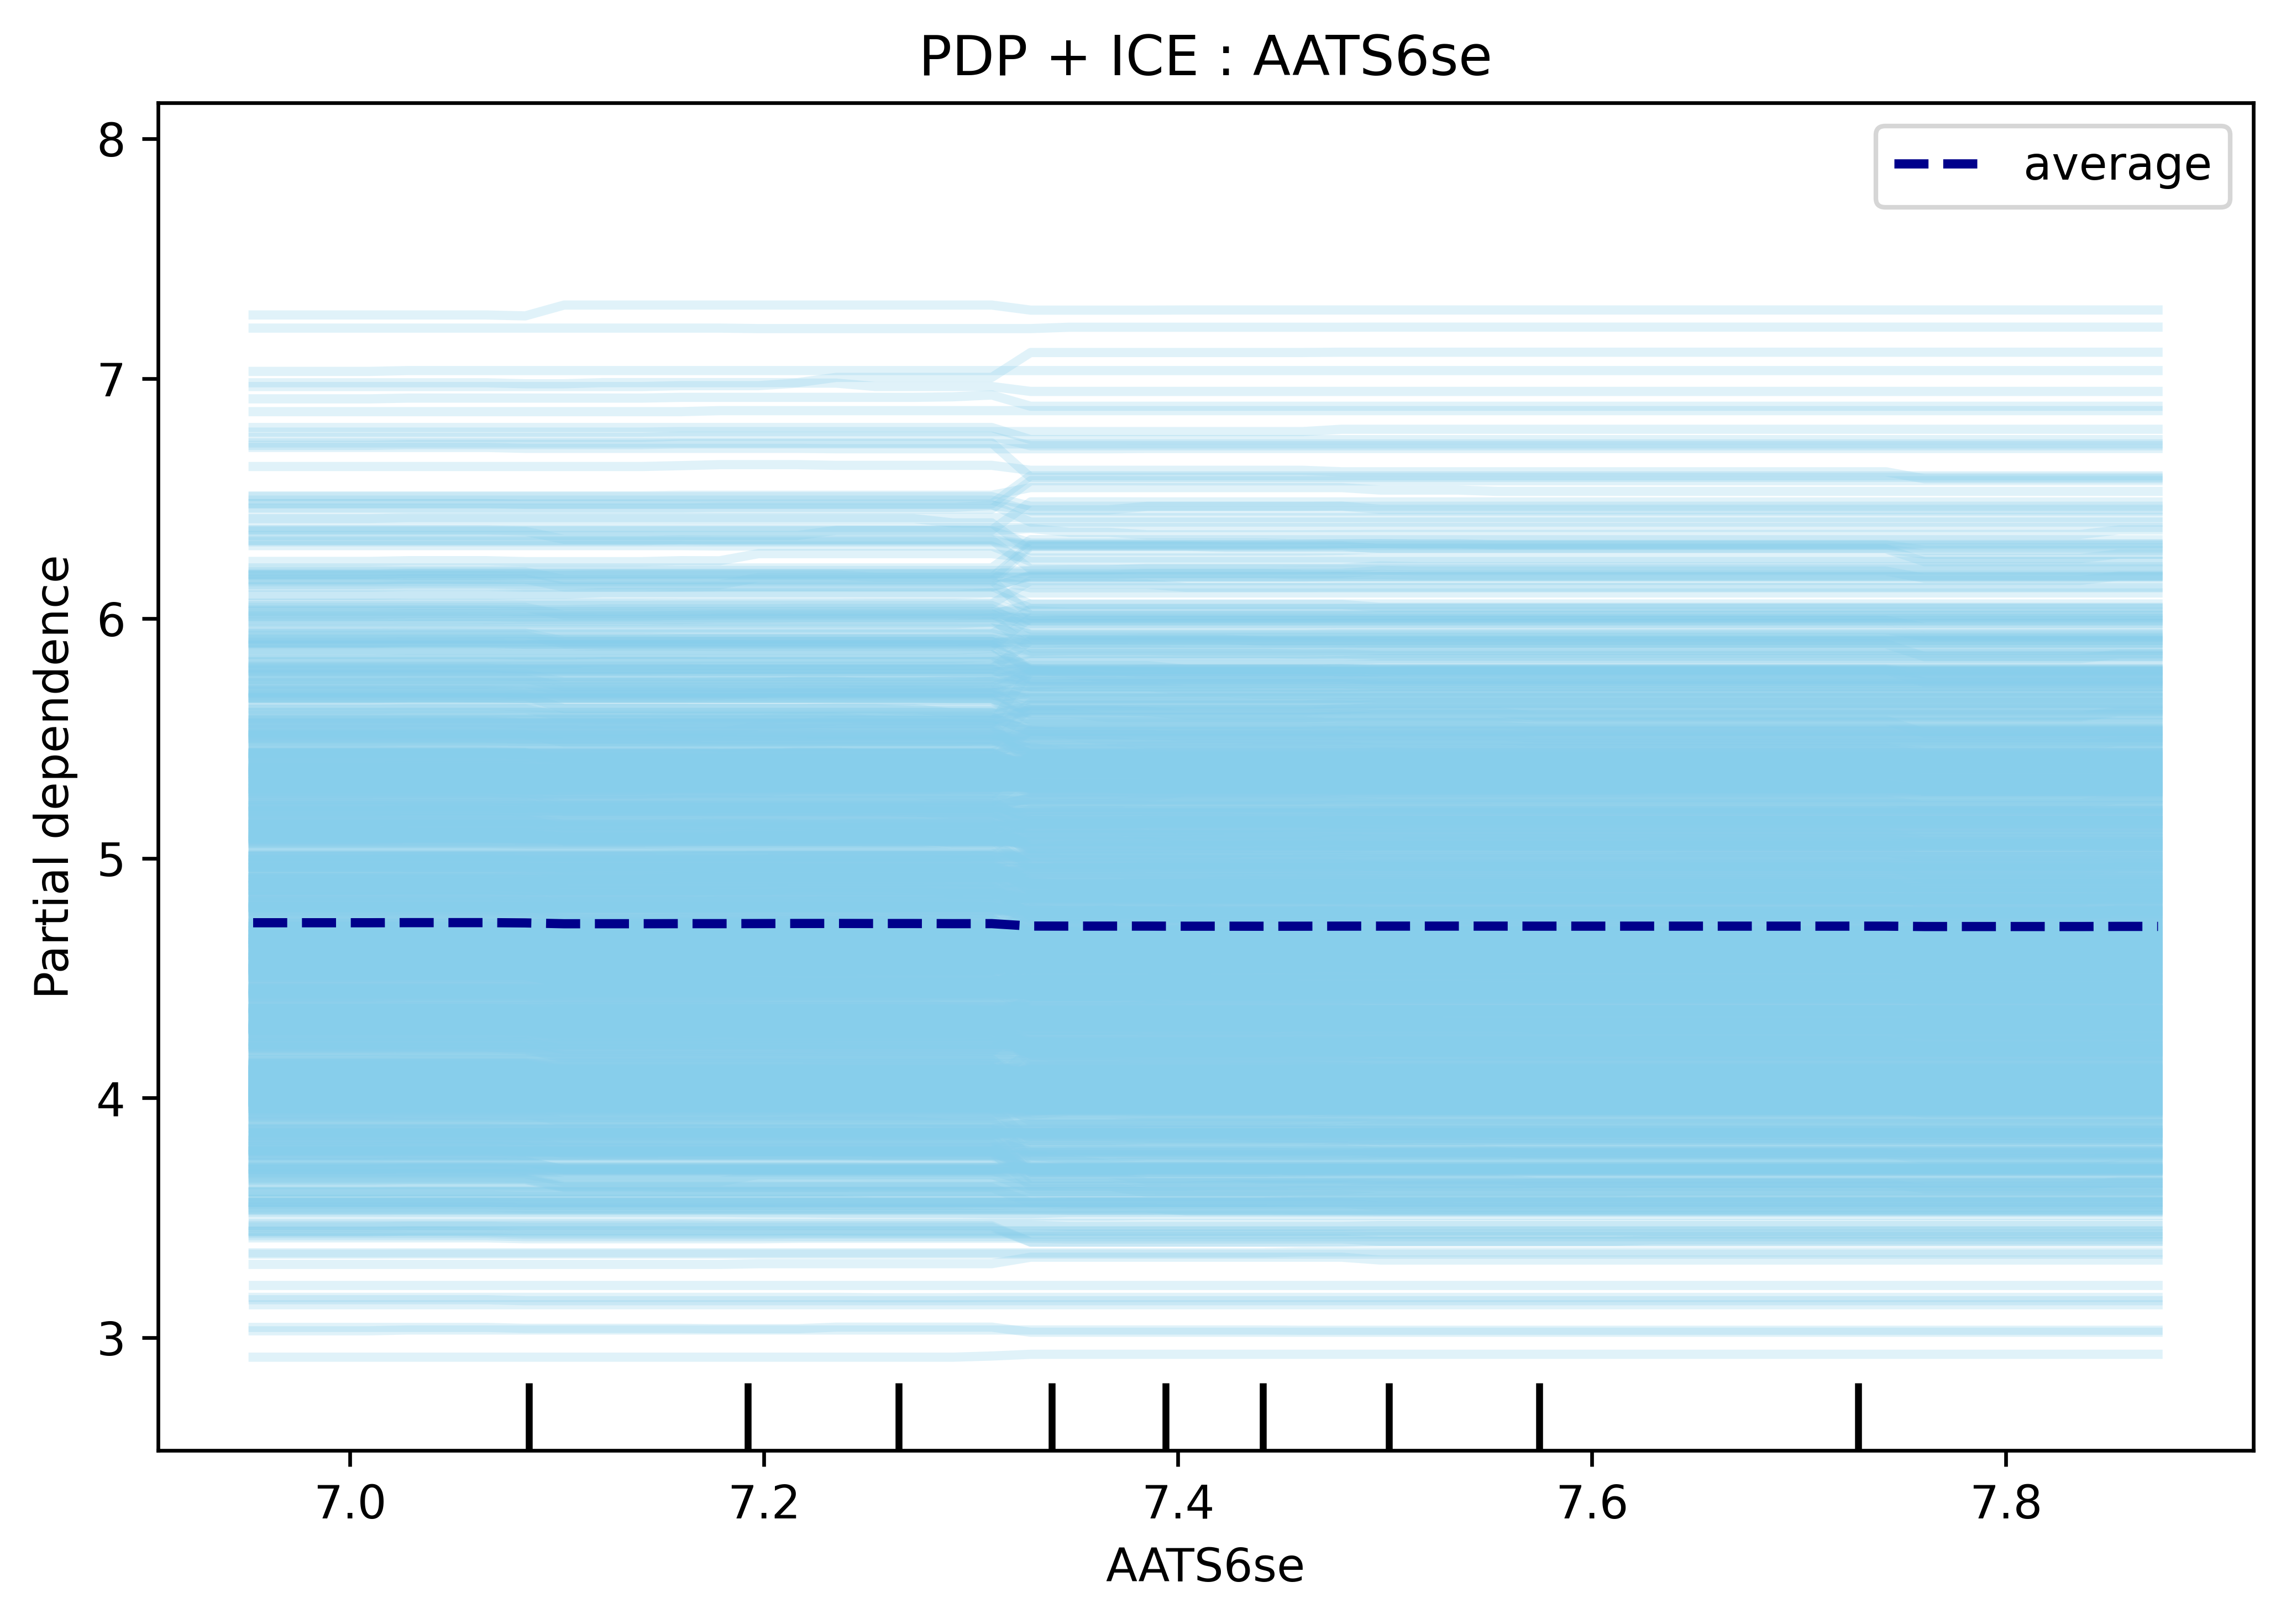 PDP + ICE : AATS6se
average
8
7
6
5
4
3
Partial dependence
7.0 7.2 7.4 7.6 7.8
AATS6se